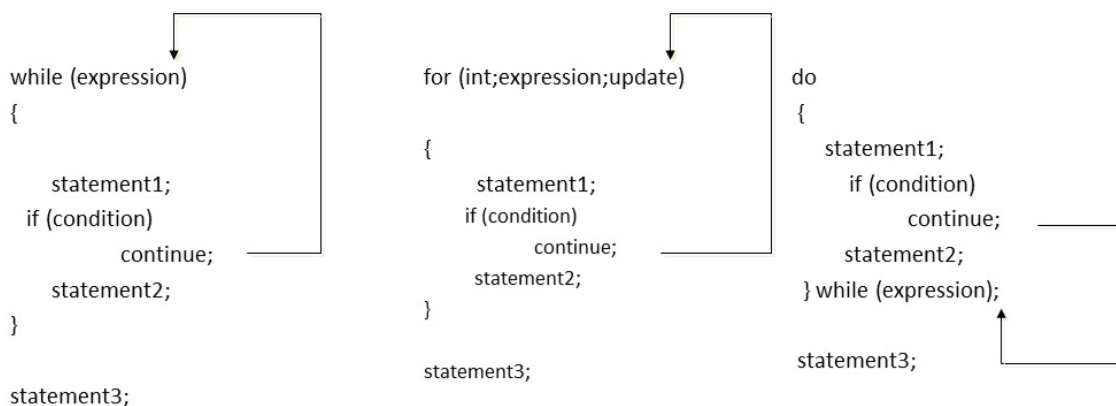 while (expression)
{
statement1;
if (condition)
continue;
statement2;
}
statement3;
for (int;expression;update)
{
statement1;
if (condition)
continue;
statement2;
}
statement3;
do
{
statement1;
if (condition)
continue;
statement2;
} while (expression);
statement3;